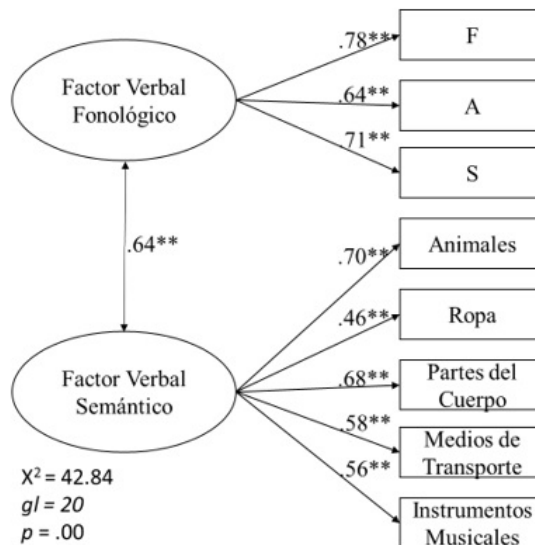 .78**
F
Factor Verbal
Fonológico
.64**
A
.71**
S
.64**
.70**
Animales
.46**
Ropa
Factor Verbal
Semántico
.68**
Partes del
Cuerpo
.58**
Medios de
Transporte
.56**
Instrumentos
Musicales
X² = 42.84
gl = 20
p = .00